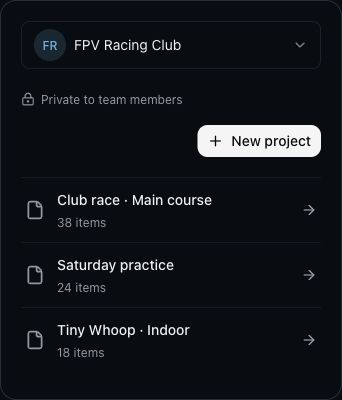 FR FPV Racing Club
Private to team members
New project
Club race · Main course
38 items
Saturday practice
24 items
Tiny Whoop · Indoor
18 items